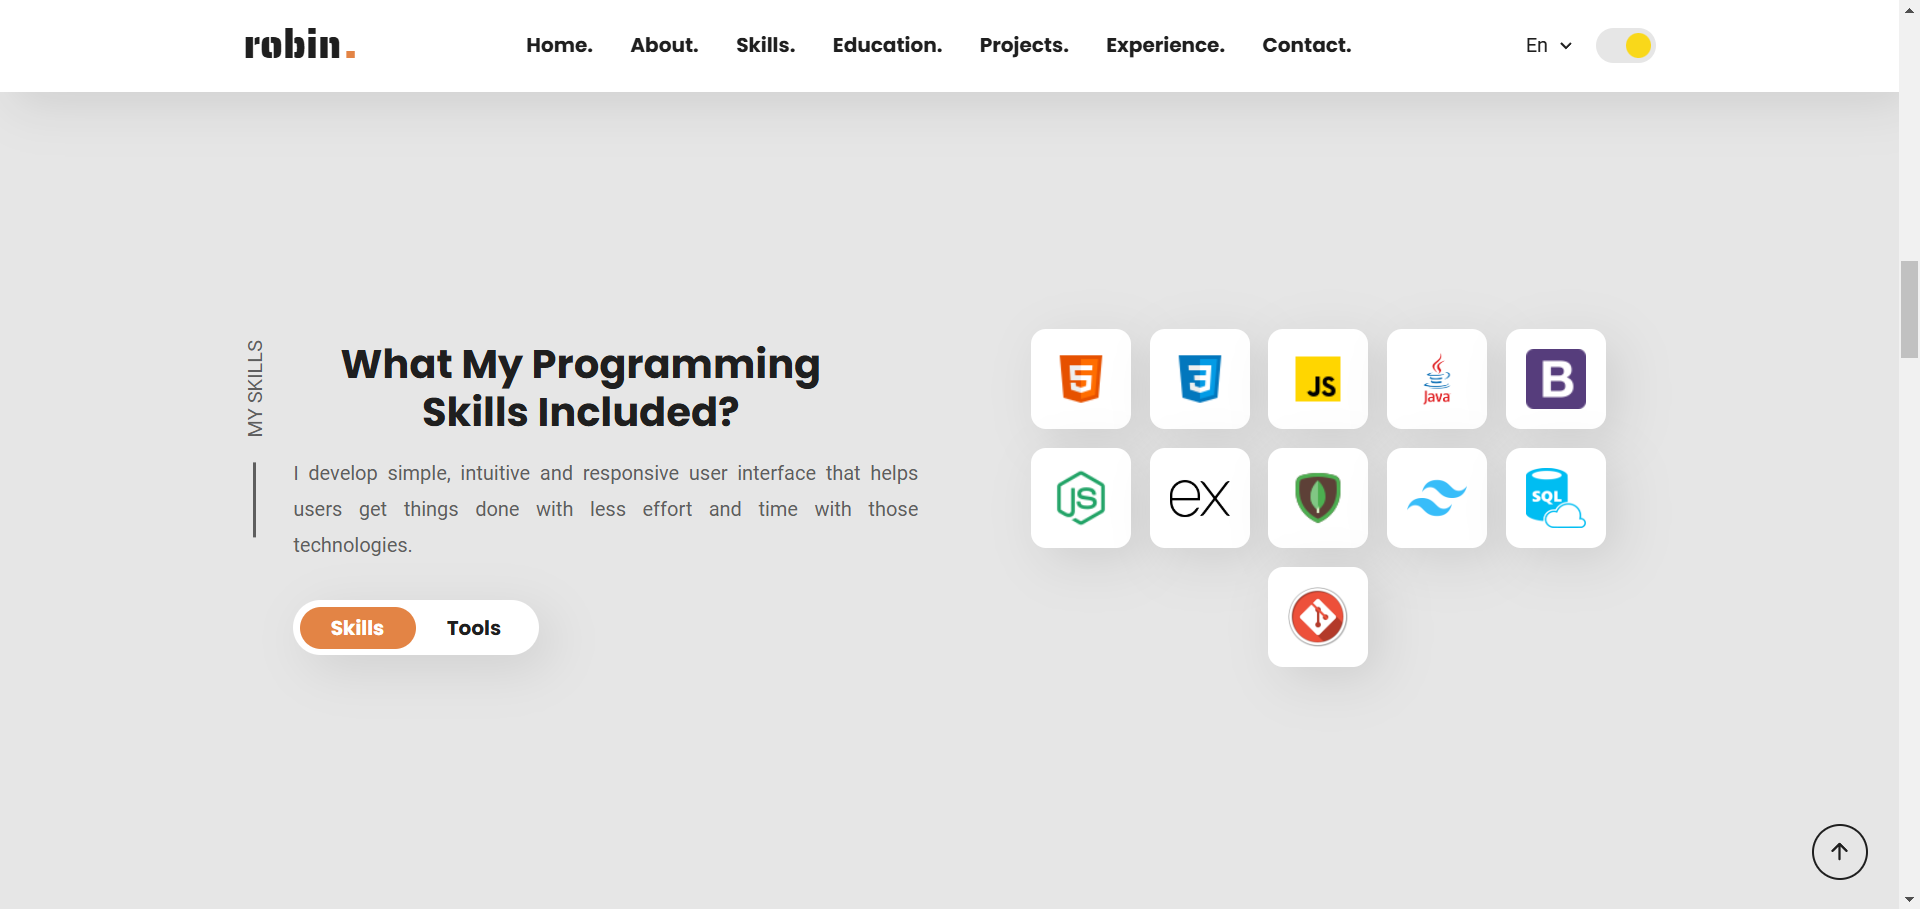 robin.
Home. About. Skills. Education. Projects. Experience. Contact.
En
MY SKILLS
What My Programming
Skills Included?
I develop simple, intuitive and responsive user interface that helps
users get things done with less effort and time with those
technologies.
Skills Tools
5 3 JS Java B
JS ex SQL